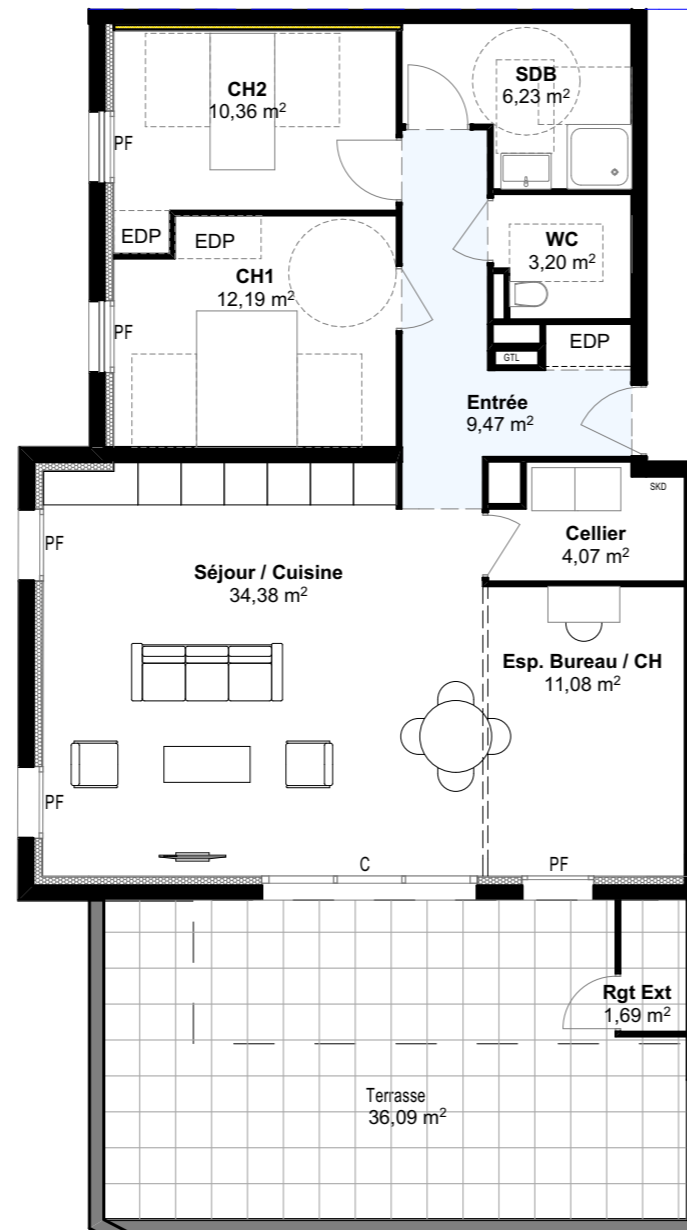 CH2
10,36 m²
SDB
6,23 m²
PF
EDP
EDP
WC
3,20 m²
CH1
12,19 m²
PF
GTL
EDP
Entrée
9,47 m²
SKD
PF
Cellier
4,07 m²
Séjour / Cuisine
34,38 m²
Esp. Bureau / CH
11,08 m²
PF
C
PF
Rgt Ext
1,69 m²
Terrasse
36,09 m²